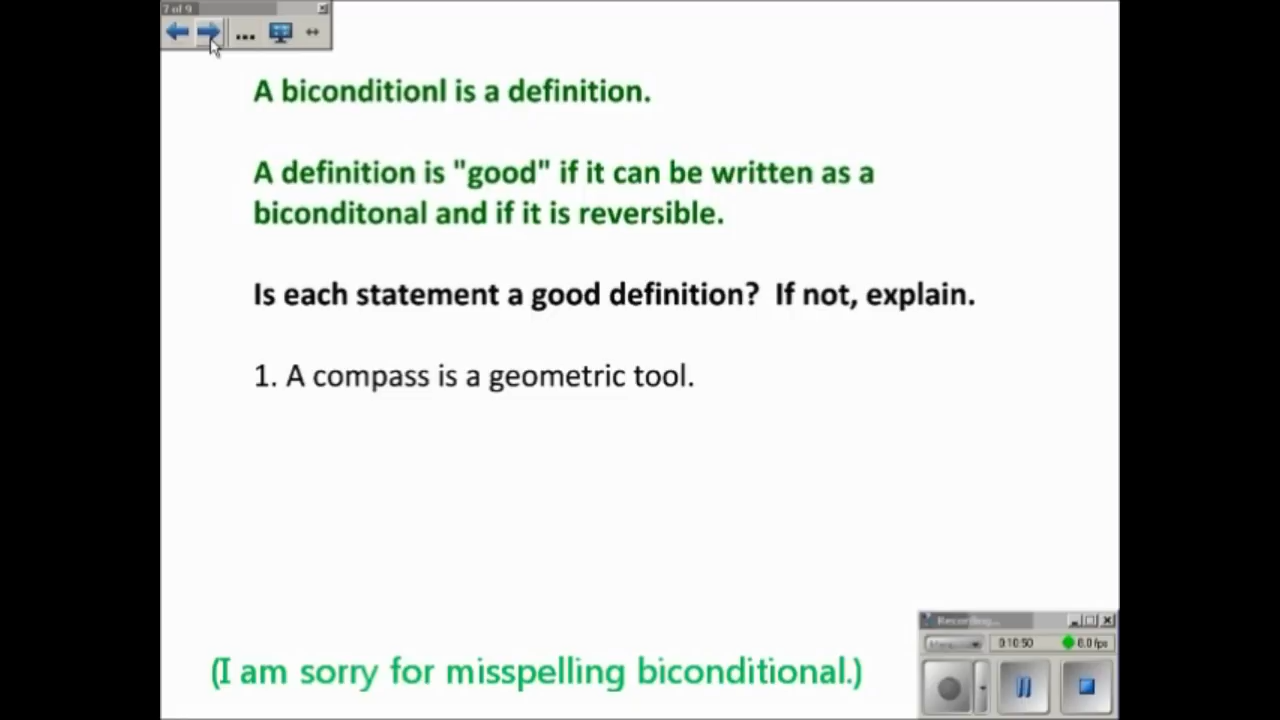 7 of 9
A biconditionl is a definition.
A definition is "good" if it can be written as a
biconditonal and if it is reversible.
Is each statement a good definition?  If not, explain.
1. A compass is a geometric tool.
(I am sorry for misspelling biconditional.)
Recording...
0:10:50
8.0 fps